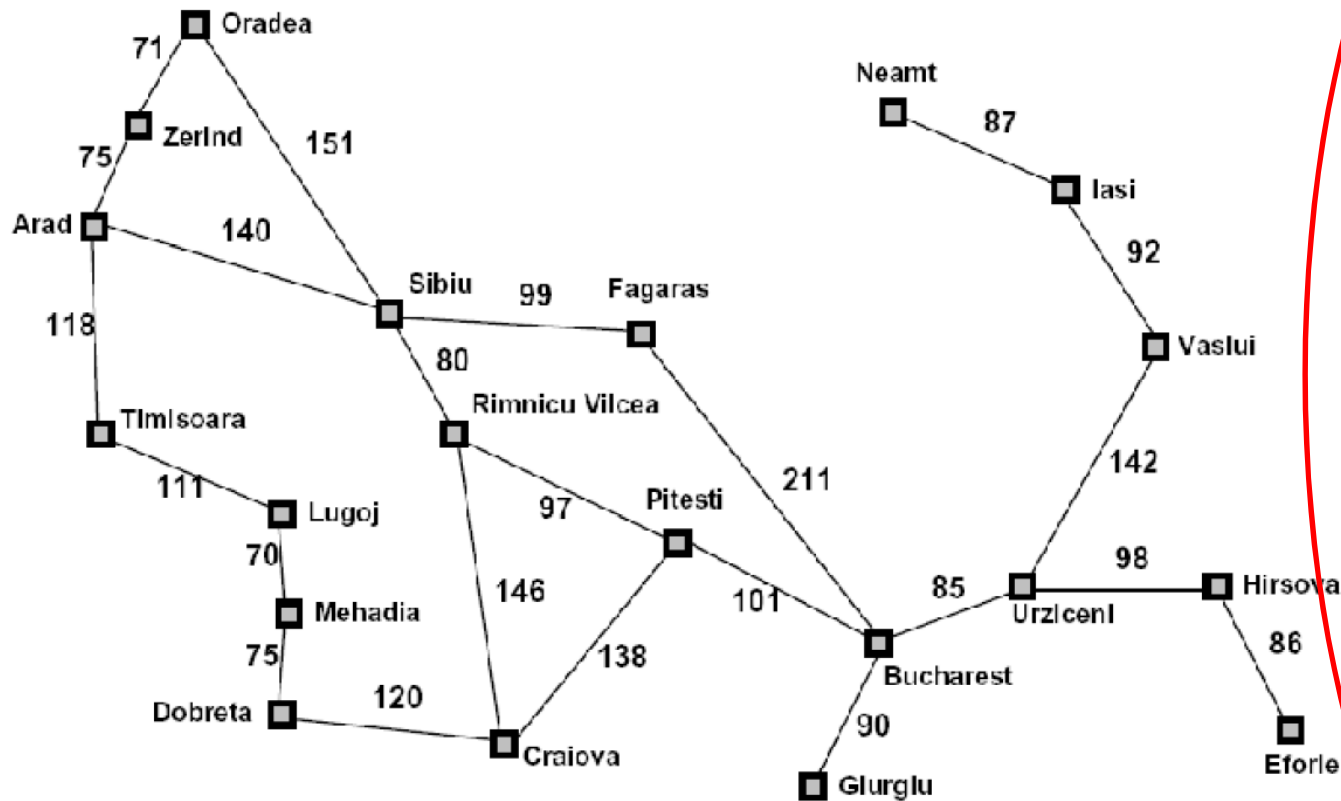 Oradea
71
Neamt
87
ZerInd
75
151
Iasi
Arad
140
92
Sibiu
99
Fagaras
118
80
Vaslui
TImIsoara
Rimnicu Vilcea
111
142
211
Lugoj
97
Pitesti
70
98
146
101
85
Hirsova
Mehadia
UrzIcenI
75
138
86
Bucharest
Dobreta
120
90
Craiova
EforIe
GIurgIu